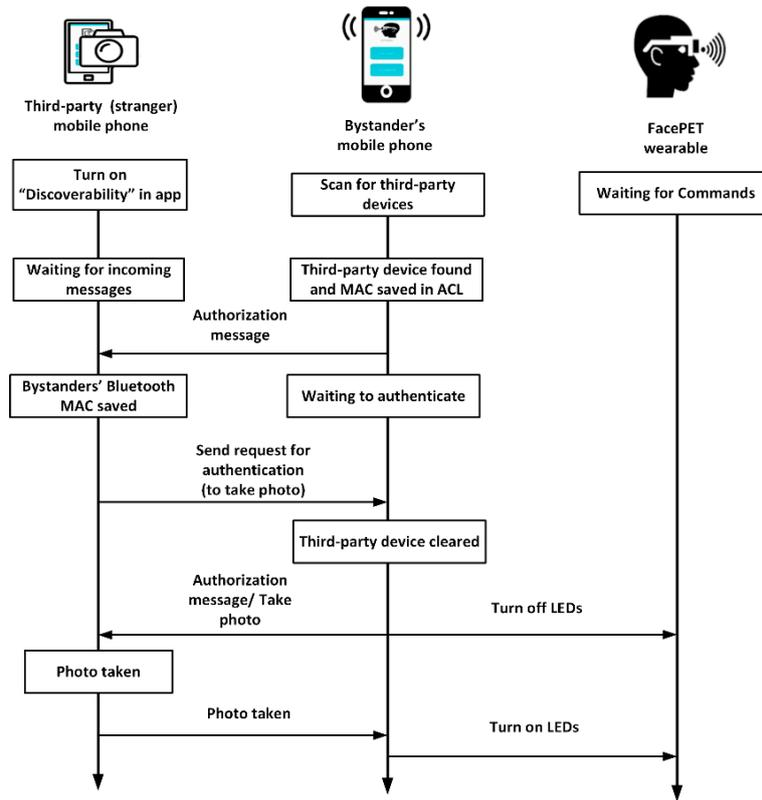 Third-party (stranger)
mobile phone
Bystander's
mobile phone
FacePET
wearable
Turn on
“Discoverability” in app
Scan for third-party
devices
Waiting for Commands
Waiting for incoming
messages
Third-party device found
and MAC saved in ACL
Authorization
message
Bystanders’ Bluetooth
MAC saved
Waiting to authenticate
Send request for
authentication
(to take photo)
Third-party device cleared
Authorization
message/ Take
photo
Turn off LEDs
Photo taken
Photo taken
Turn on LEDs